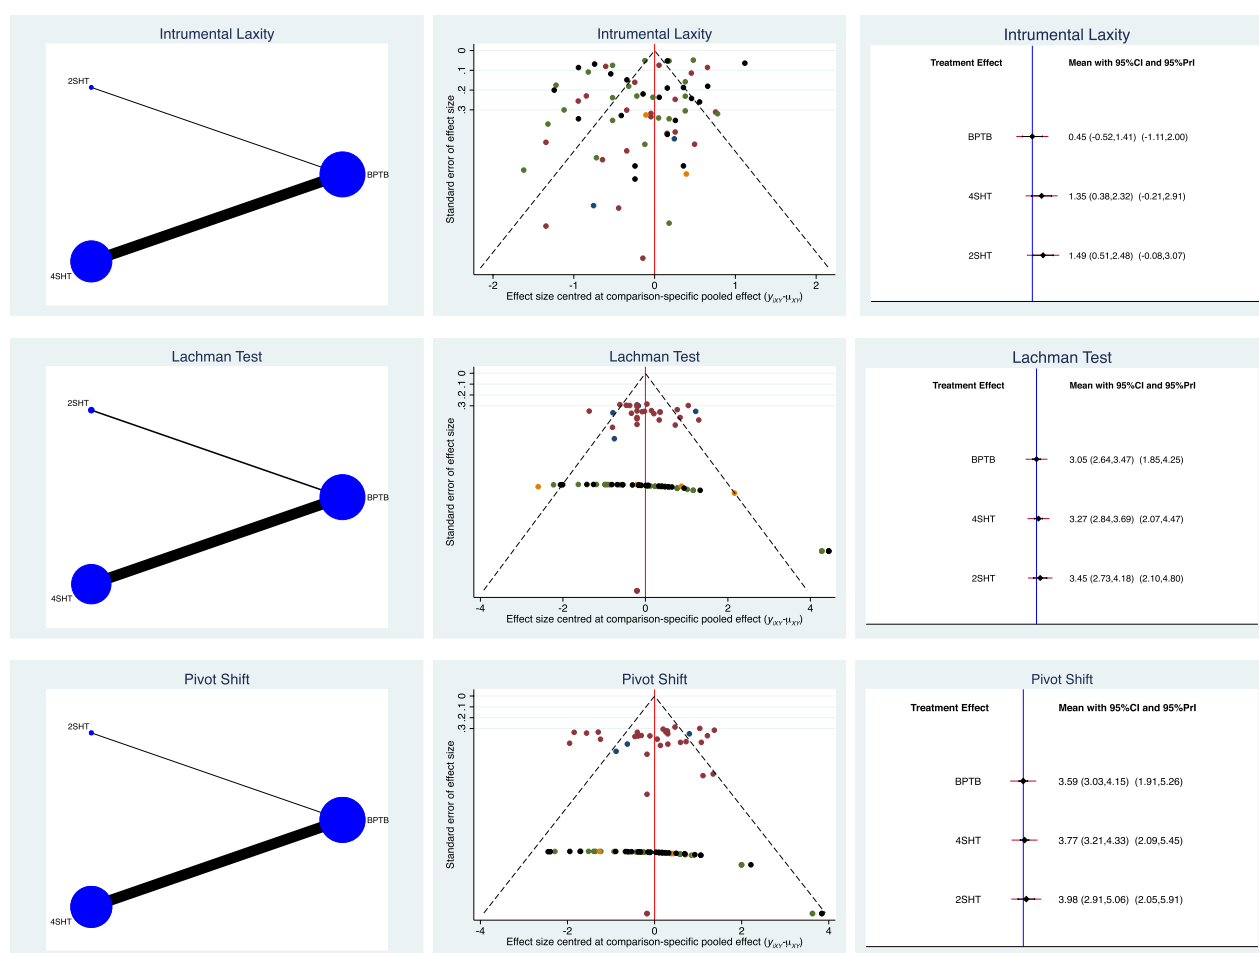 Intrumental Laxity
2SHT
BPTB
4SHT
Intrumental Laxity
Standard error of effect size
0
.1
.2
.3
-2
-1
0
1
2
Effect size centred at comparison-specific pooled effect (yiXY-μXY)
Intrumental Laxity
Treatment Effect Mean with 95%CI and 95%PrI
BPTB 0.45 (-0.52,1.41) (-1.11,2.00)
4SHT 1.35 (0.38,2.32) (-0.21,2.91)
2SHT 1.49 (0.51,2.48) (-0.08,3.07)
Lachman Test
2SHT
BPTB
4SHT
Lachman Test
Standard error of effect size
0
.1
.2
.3
-4
-2
0
2
4
Effect size centred at comparison-specific pooled effect (yiXY-μXY)
Lachman Test
Treatment Effect Mean with 95%CI and 95%PrI
BPTB 3.05 (2.64,3.47) (1.85,4.25)
4SHT 3.27 (2.84,3.69) (2.07,4.47)
2SHT 3.45 (2.73,4.18) (2.10,4.80)
Pivot Shift
2SHT
BPTB
4SHT
Pivot Shift
Standard error of effect size
0
.1
.2
.3
-4
-2
0
2
4
Effect size centred at comparison-specific pooled effect (yiXY-μXY)
Pivot Shift
Treatment Effect Mean with 95%CI and 95%PrI
BPTB 3.59 (3.03,4.15) (1.91,5.26)
4SHT 3.77 (3.21,4.33) (2.09,5.45)
2SHT 3.98 (2.91,5.06) (2.05,5.91)